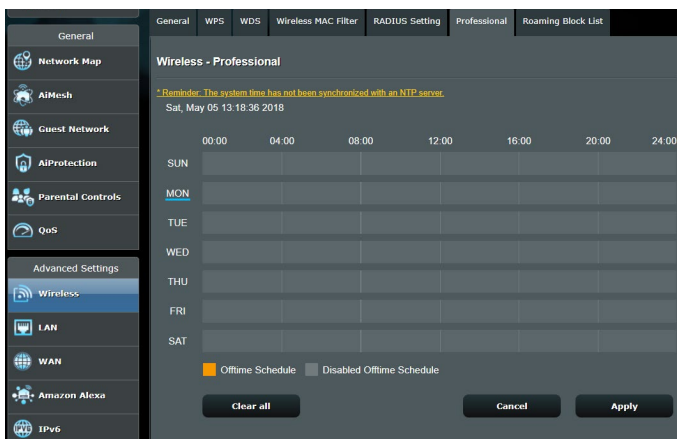 General
Network Map
AiMesh
Guest Network
AiProtection
Parental Controls
QoS
Advanced Settings
Wireless
LAN
WAN
Amazon Alexa
IPv6
General WPS WDS Wireless MAC Filter RADIUS Setting Professional Roaming Block List
Wireless - Professional
* Reminder: The system time has not been synchronized with an NTP server.
Sat, May 05 13:18:36 2018
00:00 04:00 08:00 12:00 16:00 20:00 24:00
SUN
MON
TUE
WED
THU
FRI
SAT
Offtime Schedule Disabled Offtime Schedule
Clear all Cancel Apply